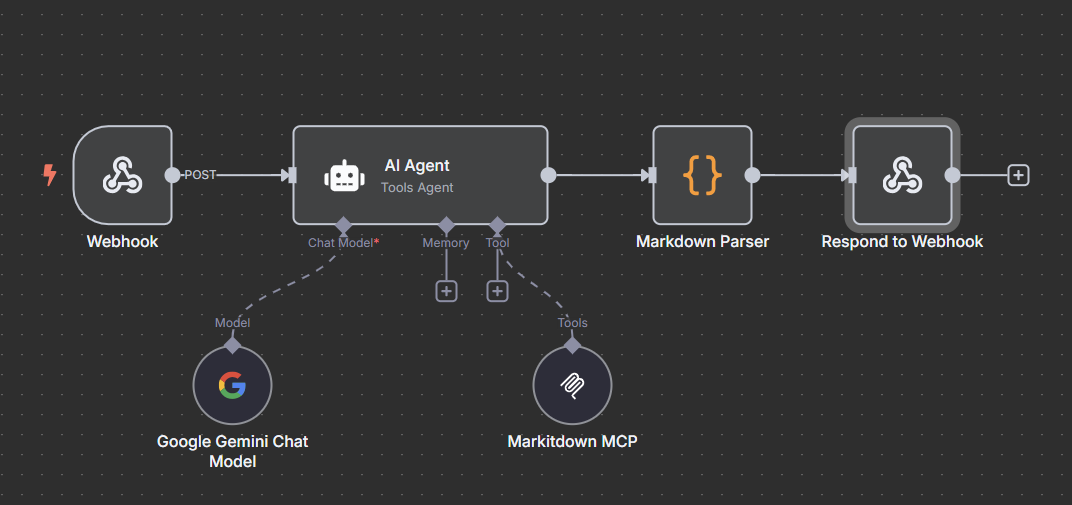 POST
AI Agent
Tools Agent
Webhook
Markdown Parser
Respond to Webhook
Chat Model*
Memory
Tool
Model
Tools
Google Gemini Chat
Model
Markitdown MCP